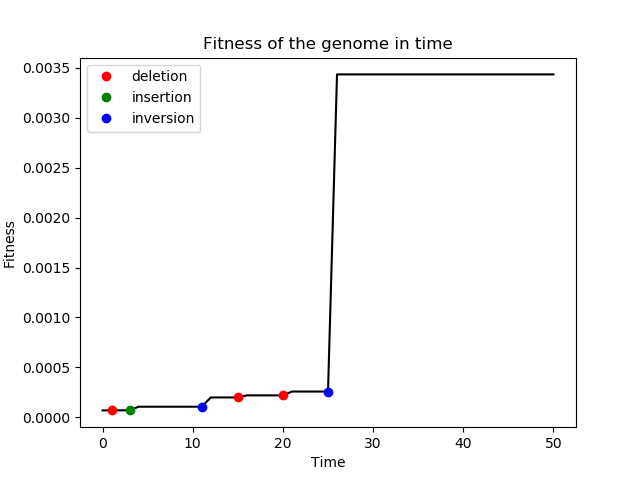 Fitness of the genome in time
deletion
insertion
inversion
0.0035
0.0030
0.0025
0.0020
0.0015
0.0010
0.0005
0.0000
Fitness
0 10 20 30 40 50
Time